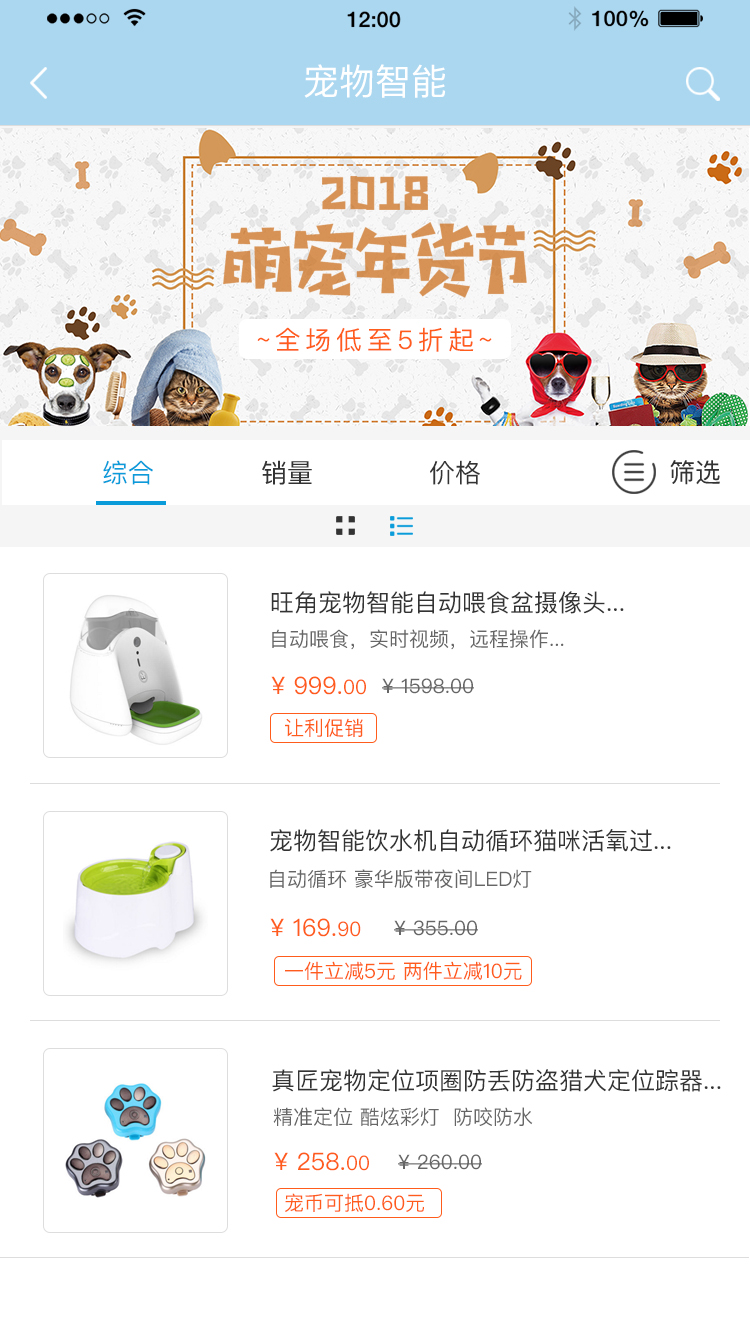 12:00
100%
宠物智能
2018
萌宠年货节
~全场低至5折起~
综合
销量
价格
筛选
旺角宠物智能自动喂食盆摄像头...
自动喂食，实时视频，远程操作...
¥ 999.00 ¥ 1598.00
让利促销
宠物智能饮水机自动循环猫咪活氧过...
自动循环 豪华版带夜间LED灯
¥ 169.90 ¥ 355.00
一件立减5元 两件立减10元
真匠宠物定位项圈防丢防盗猎犬定位踪器...
精准定位 酷炫彩灯 防咬防水
¥ 258.00 ¥ 260.00
宠币可抵0.60元